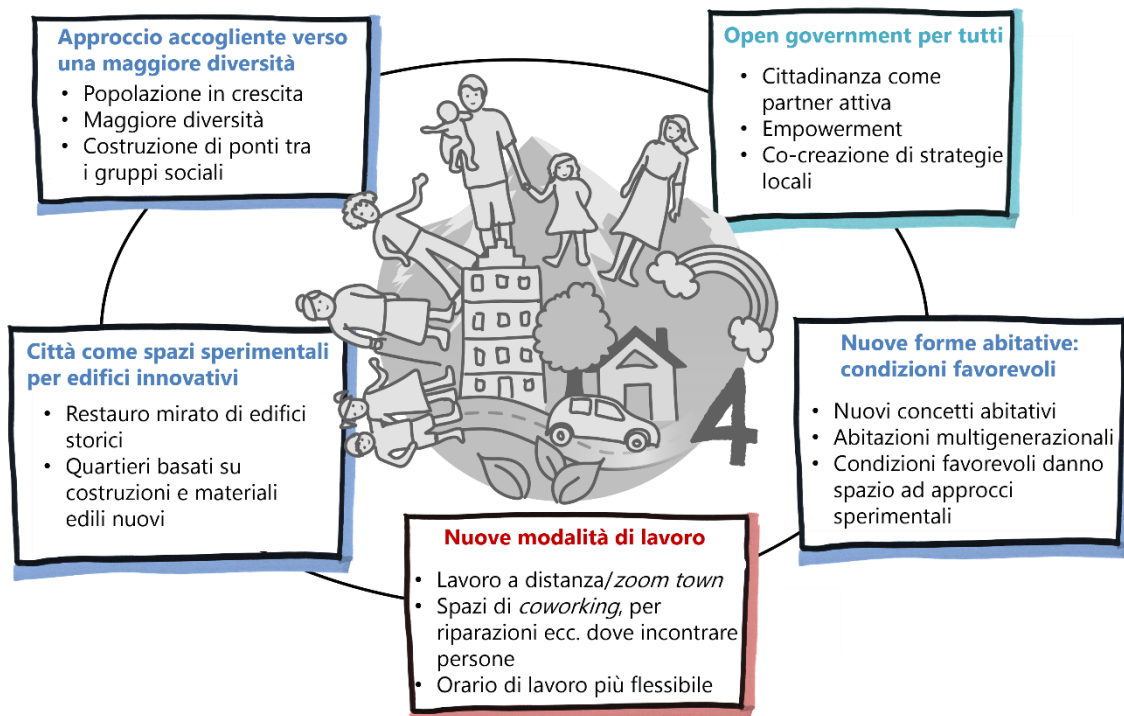 Approccio accogliente verso
una maggiore diversità
• Popolazione in crescita
• Maggiore diversità
• Costruzione di ponti tra
i gruppi sociali
Open government per tutti
• Cittadinanza come
partner attiva
• Empowerment
• Co-creazione di strategie
locali
Città come spazi sperimentali
per edifici innovativi
• Restauro mirato di edifici
storici
• Quartieri basati su
costruzioni e materiali
edili nuovi
Nuove forme abitative:
condizioni favorevoli
• Nuovi concetti abitativi
• Abitazioni multigenerazionali
• Condizioni favorevoli danno
spazio ad approcci
sperimentali
4
Nuove modalità di lavoro
• Lavoro a distanza/zoom town
• Spazi di coworking, per
riparazioni ecc. dove incontrare
persone
• Orario di lavoro più flessibile